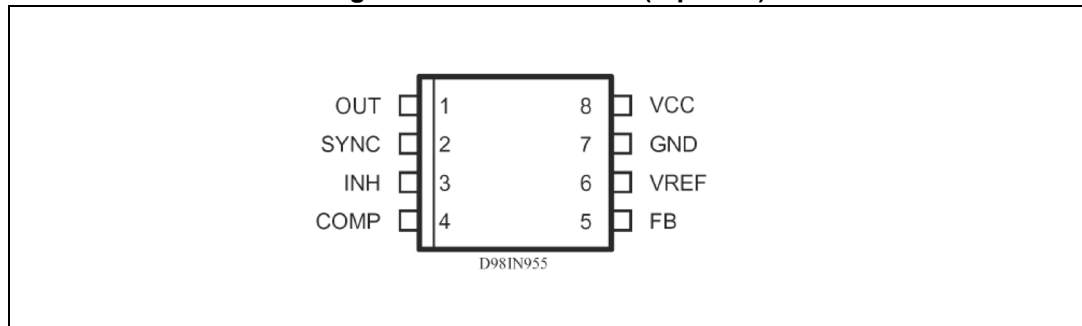 OUT 1 8 VCC
SYNC 2 7 GND
INH 3 6 VREF
COMP 4 5 FB
D98IN955